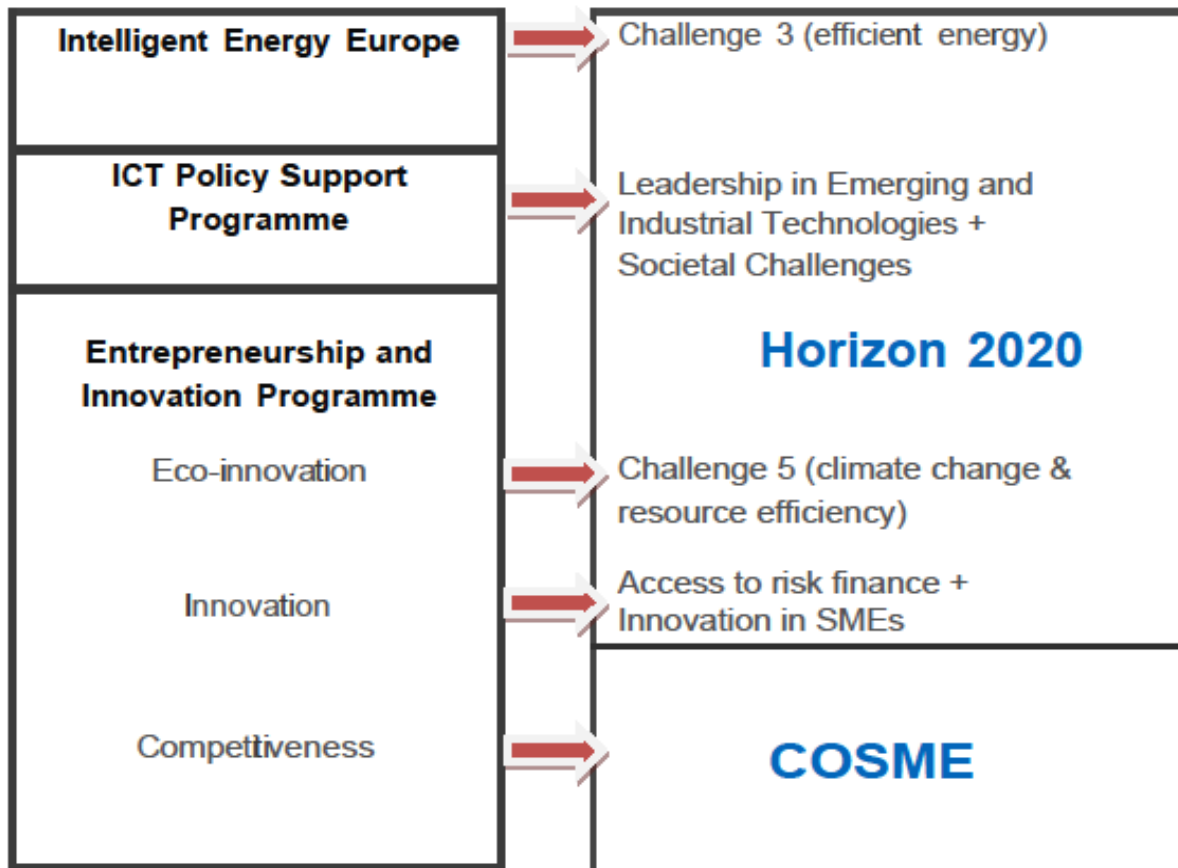 Intelligent Energy Europe
Challenge 3 (efficient energy)
ICT Policy Support
Programme
Leadership in Emerging and
Industrial Technologies +
Societal Challenges
Horizon 2020
Entrepreneurship and
Innovation Programme
Eco-innovation
Challenge 5 (climate change &
resource efficiency)
Innovation
Access to risk finance +
Innovation in SMEs
Competitiveness
COSME